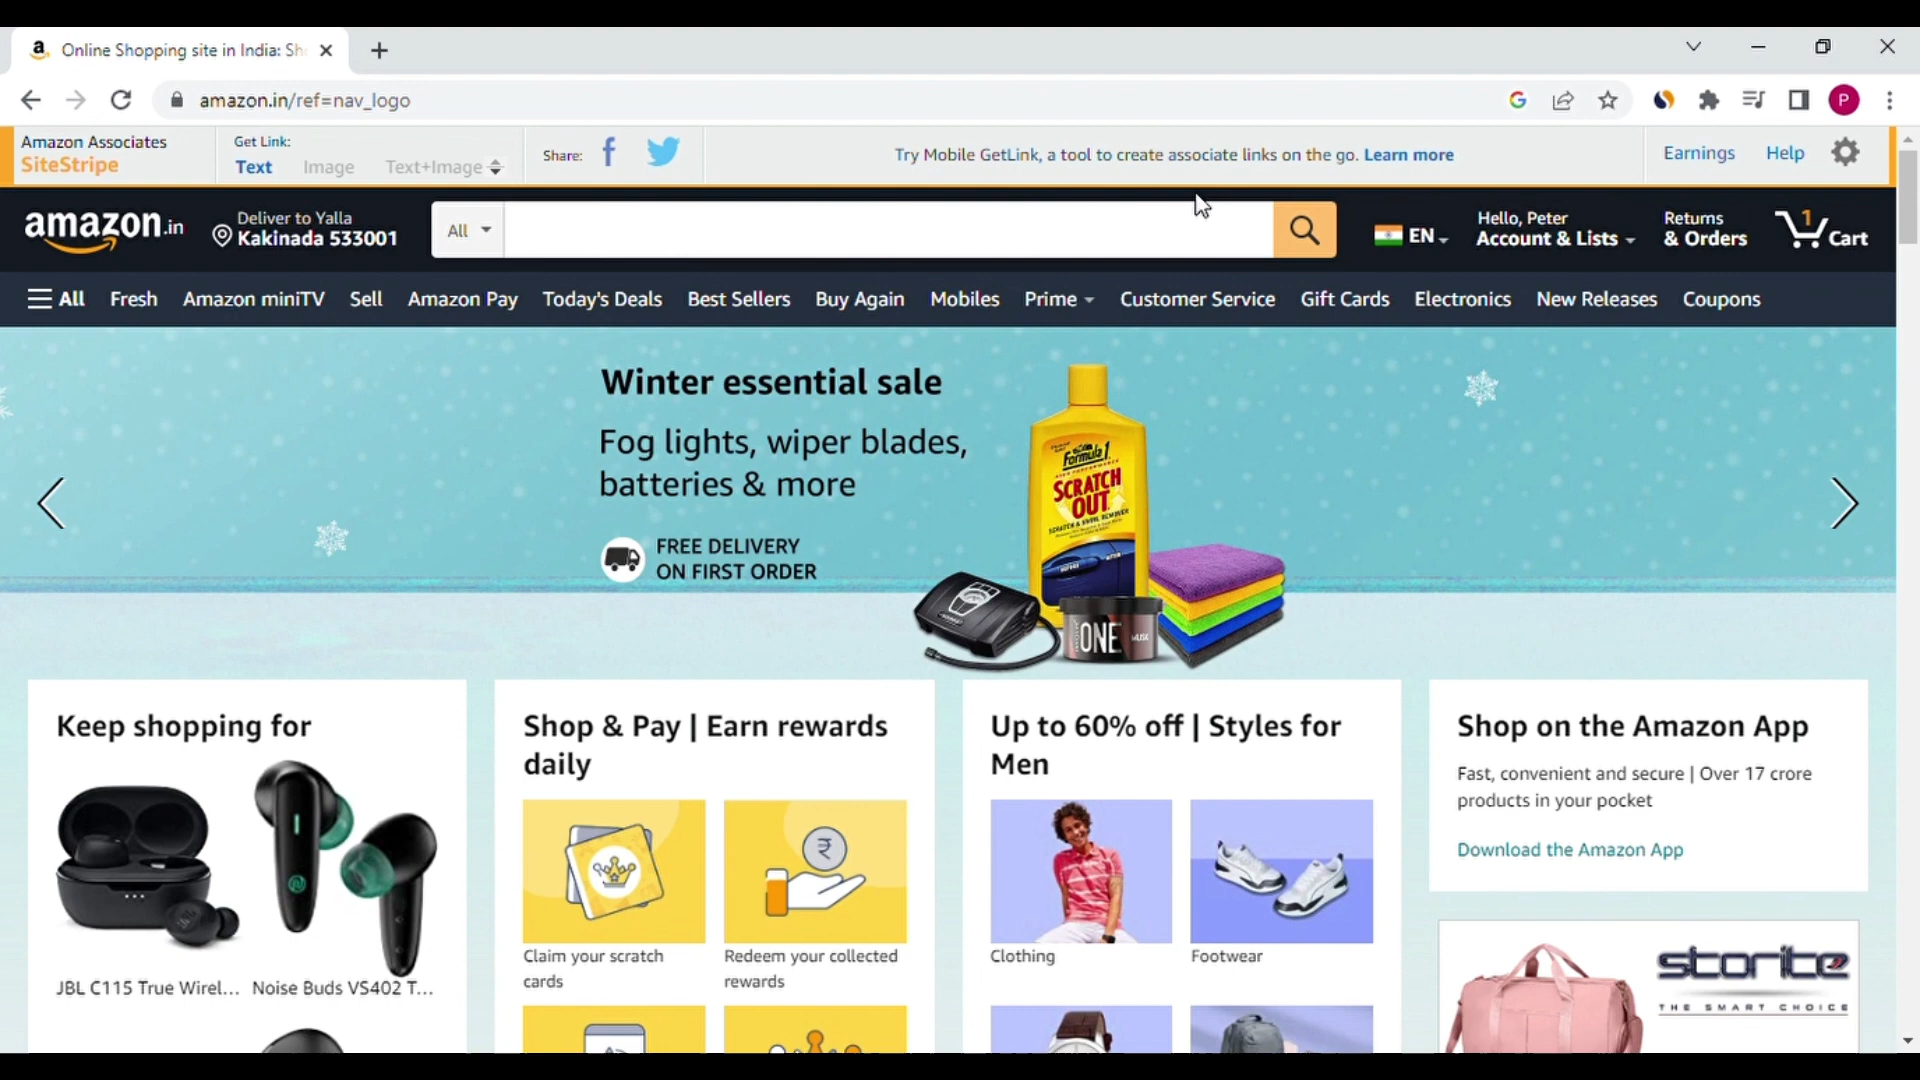 Online Shopping site in India: Sh
amazon.in/ref=nav_logo
P
Amazon Associates
SiteStripe
Get Link:
Text Image Text+Image
Share:
Try Mobile GetLink, a tool to create associate links on the go. Learn more
Earnings Help
amazon.in
Deliver to Yalla
Kakinada 533001
All
EN
Hello, Peter
Account & Lists
Returns
& Orders
1
Cart
All Fresh Amazon miniTV Sell Amazon Pay Today's Deals Best Sellers Buy Again Mobiles Prime Customer Service Gift Cards Electronics New Releases Coupons
Winter essential sale
Fog lights, wiper blades,
batteries & more
FREE DELIVERY
ON FIRST ORDER
Formula 1
SCRATCH
OUT
SCRATCH & SWIRL REMOVER
ONE
MUSK
Keep shopping for
JBL C115 True Wirel...
Noise Buds VS402 T...
Shop & Pay | Earn rewards
daily
Claim your scratch
cards
Redeem your collected
rewards
Up to 60% off | Styles for
Men
Clothing
Footwear
Shop on the Amazon App
Fast, convenient and secure | Over 17 crore
products in your pocket
Download the Amazon App
storite
THE SMART CHOICE